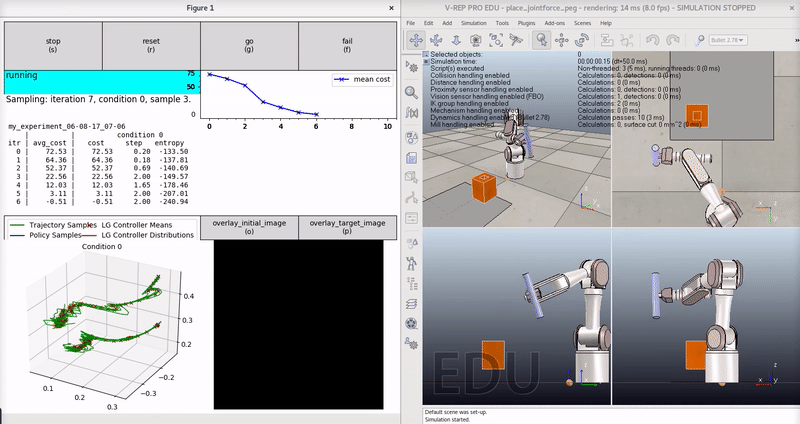 Figure 1
×
stop
(s)
reset
(r)
go
(g)
fail
(f)
running
Sampling: iteration 7, condition 0, sample 3.
75
50
0
mean cost
0 2 4 6 8 10
my_experiment_06-08-17_07-06
| | condition 0
itr | avg_cost | cost step entropy
0 | 72.53 | 72.53 0.20 -133.50
1 | 64.36 | 64.36 0.18 -137.81
2 | 52.37 | 52.37 0.69 -140.69
3 | 22.56 | 22.56 2.00 -149.57
4 | 12.03 | 12.03 1.65 -178.46
5 | 3.11 | 3.11 2.00 -207.01
6 | -0.51 | -0.51 2.00 -240.94
Trajectory Samples
LG Controller Means
Policy Samples
LG Controller Distributions
overlay_initial_image
(o)
overlay_target_image
(p)
Condition 0
0.4
0.3
0.2
-0.2
-0.3
0.1
0.2
0.3
V-REP PRO EDU - place_jointforce_peg - rendering: 14 ms (8.0 fps) - SIMULATION STOPPED
File Edit Add Simulation Tools Plugins Add-ons Scenes Help
Bullet 2.78
Selected objects: 0
Simulation time: 00:00:00.15 (dt=50.0 ms)
Script(s) executed Non-threaded: 3 (5 ms), running threads: 0 (0 ms)
Collision handling enabled Calculations: 0, detections: 0 (0 ms)
Distance handling enabled Calculations: 0 (0 ms)
Proximity sensor handling enabled Calculations: 0, detections: 0 (0 ms)
Vision sensor handling enabled (FBO) Calculations: 1, detections: 0 (0 ms)
IK group handling enabled Calculations: 2 (0 ms)
Mechanism handling enabled Calculations: 0 (0 ms)
Dynamics handling enabled (Bullet 2.78) Calculation passes: 10 (3 ms)
Mill handling enabled Calculations: 0, surface cut: 0 mm^2 (0 ms)
EDU
Default scene was set-up.
Simulation started.